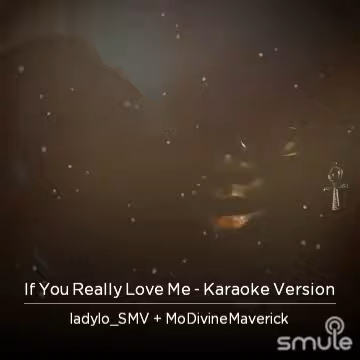 If You Really Love Me - Karaoke Version
ladylo_SMV + MoDivineMaverick
smule